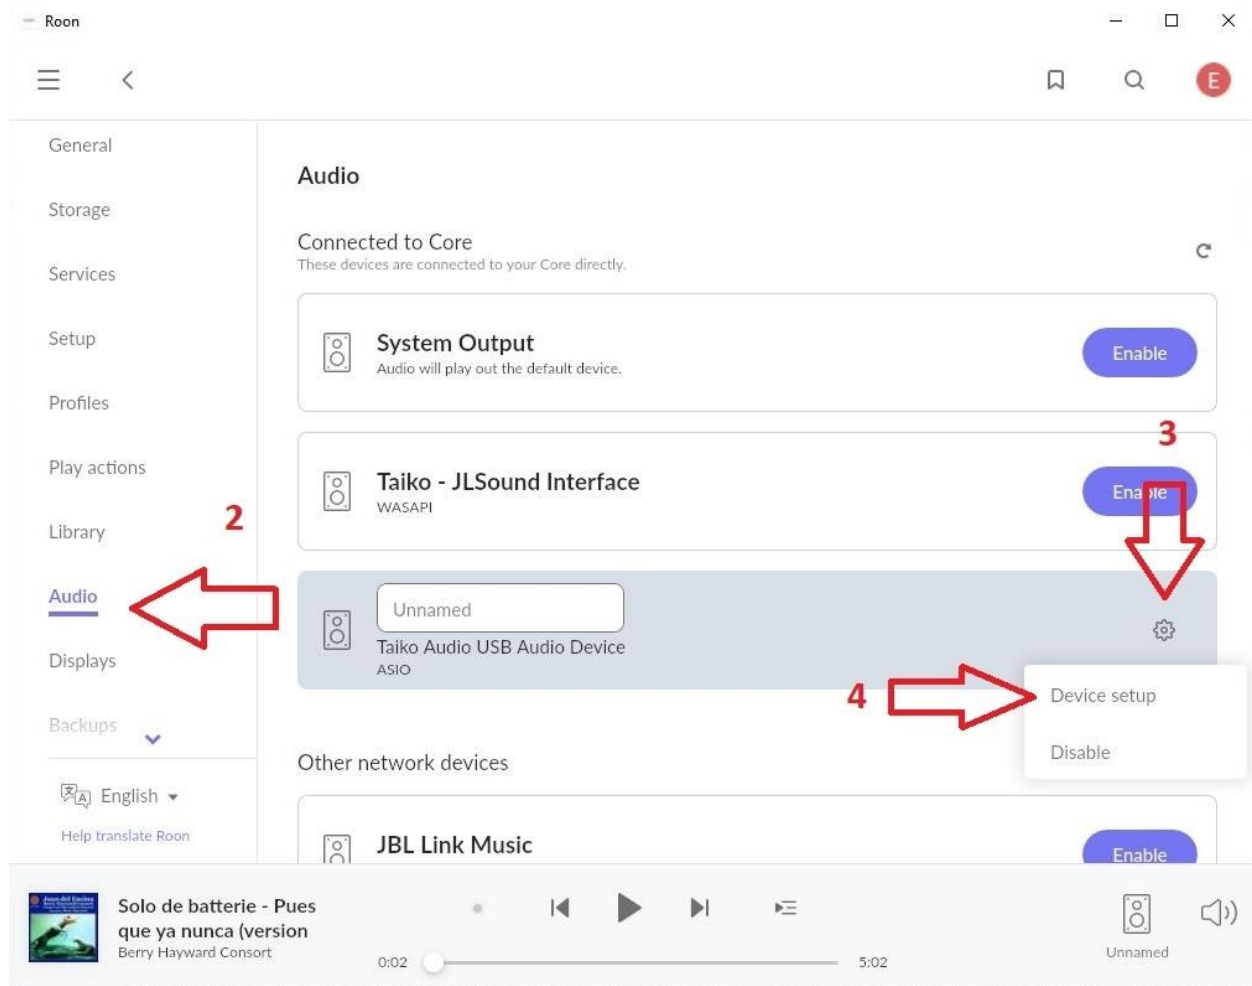 Roon
E
General
Storage
Services
Setup
Profiles
Play actions
Library
2
Audio
Displays
Backups
English
Help translate Roon
Audio
Connected to Core
These devices are connected to your Core directly.
System Output
Audio will play out the default device.
Enable
3
Taiko - JLSound Interface
WASAPI
Enable
Unnamed
Taiko Audio USB Audio Device
ASIO
4
Device setup
Disable
Other network devices
JBL Link Music
Enable
Solo de batterie - Pues
que ya nunca (version
Berry Hayward Consort
0:02
5:02
Unnamed